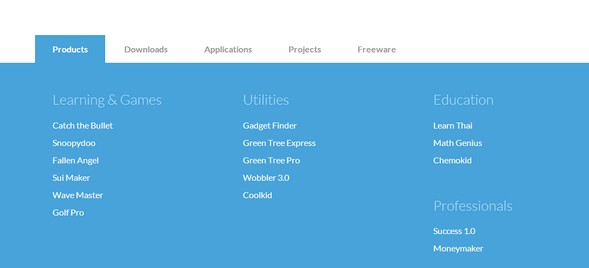 Products Downloads Applications Projects Freeware
Learning & Games
Catch the Bullet
Snoopydoo
Fallen Angel
Sui Maker
Wave Master
Golf Pro
Utilities
Gadget Finder
Green Tree Express
Green Tree Pro
Wobbler 3.0
Coolkid
Education
Learn Thai
Math Genius
Chemokid
Professionals
Success 1.0
Moneymaker